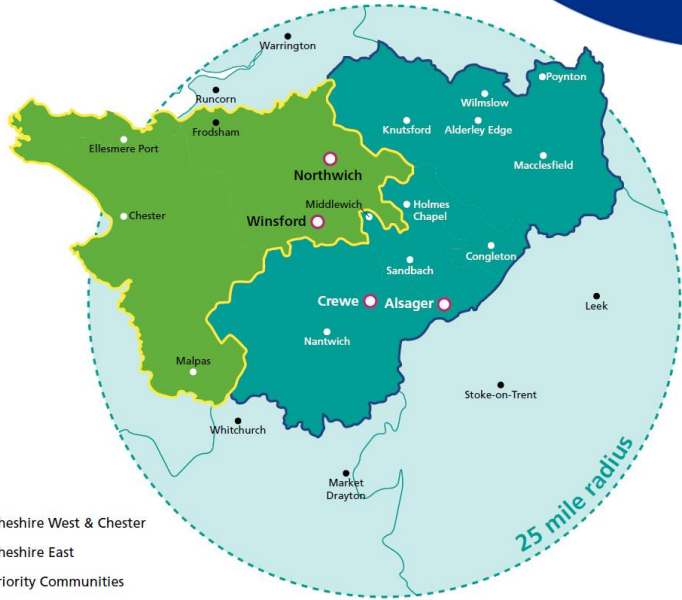 Warrington
Poynton
Runcorn
Wilmslow
Frodsham
Knutsford
Alderley Edge
Ellesmere Port
Macclesfield
Northwich
Middlewich
Holmes
Chapel
Chester
Winsford
Congleton
Sandbach
Crewe
Alsager
Leek
Nantwich
Malpas
Stoke-on-Trent
Whitchurch
Market
Drayton
25 mile radius
heshire West & Chester
heshire East
riority Communities